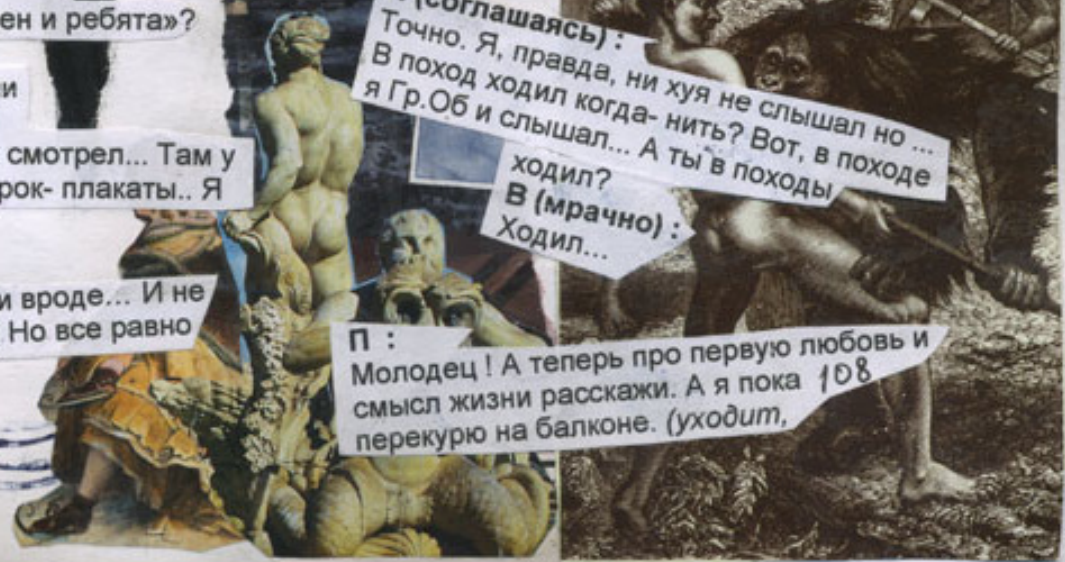 ен и ребята»?
и
смотрел... Там у
рок- плакаты.. Я
и вроде... И не
Но все равно
(соглашаясь) :
Точно. Я, правда, ни хуя не слышал но ...
В поход ходил когда- нить? Вот, в походе
я Гр.Об и слышал... А ты в походы
ходил?
В (мрачно) :
Ходил...
П :
Молодец ! А теперь про первую любовь и
смысл жизни расскажи. А я пока 108
перекурю на балконе. (уходит,